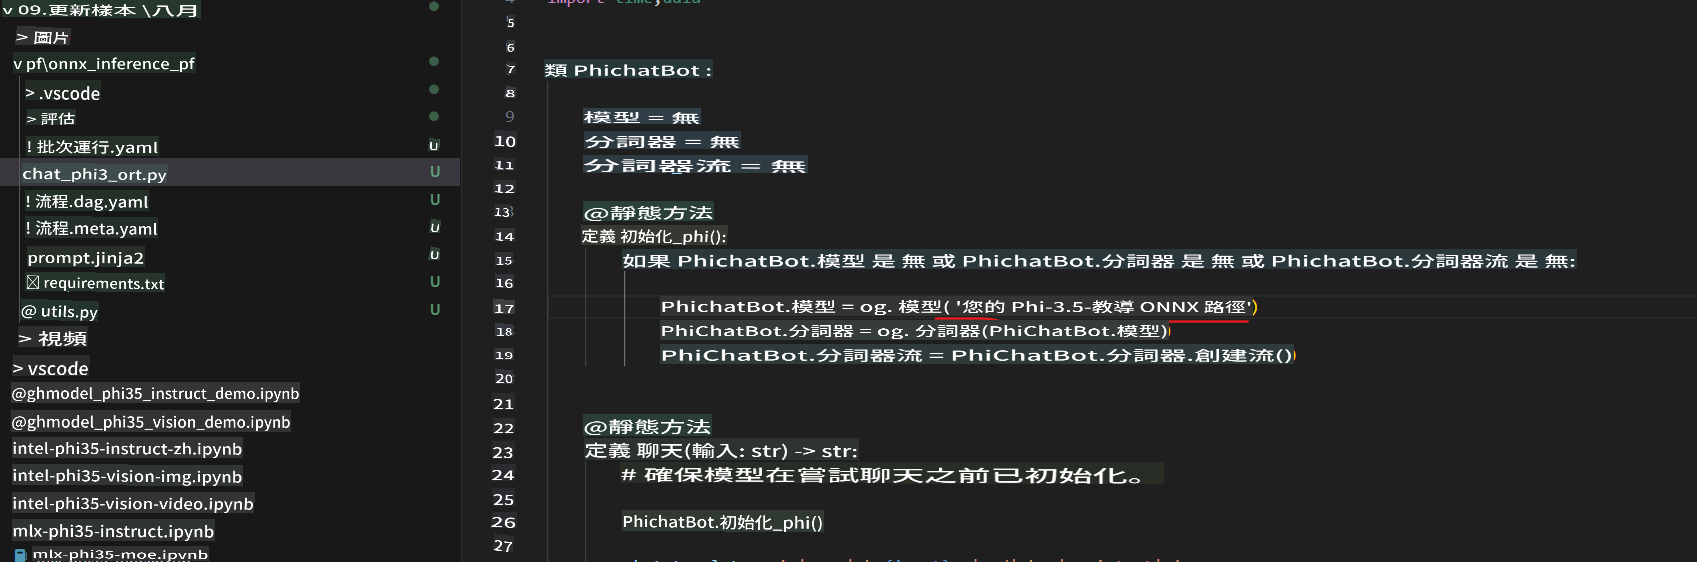 v 09.更新樣本 \八月
> 圖片
v pf\onnx_inference_pf
> .vscode
> 評估
! 批次運行.yaml U
chat_phi3_ort.py U
! 流程.dag.yaml U
! 流程.meta.yaml U
prompt.jinja2 U
requirements.txt U
@ utils.py U
> 視頻
> vscode
@ghmodel_phi35_instruct_demo.ipynb
@ghmodel_phi35_vision_demo.ipynb
intel-phi35-instruct-zh.ipynb
intel-phi35-vision-img.ipynb
intel-phi35-vision-video.ipynb
mlx-phi35-instruct.ipynb
mlx-phi35-moe.ipynb
import time,uuid
5
6
7 類 PhichatBot :
8
9 模型 = 無
10 分詞器 = 無
11 分詞器流 = 無
12
13 @靜態方法
14 定義 初始化_phi():
15 如果 PhichatBot.模型 是 無 或 PhichatBot.分詞器 是 無 或 PhichatBot.分詞器流 是 無:
16
17 PhichatBot.模型 = og. 模型( '您的 Phi-3.5-教導 ONNX 路徑')
18 PhiChatBot.分詞器 = og. 分詞器(PhiChatBot.模型)
19 PhiChatBot.分詞器流 = PhiChatBot.分詞器.創建流()
20
21
22 @靜態方法
23 定義 聊天(輸入: str) -> str:
24 # 確保模型在嘗試聊天之前已初始化。
25
26 PhichatBot.初始化_phi()
27